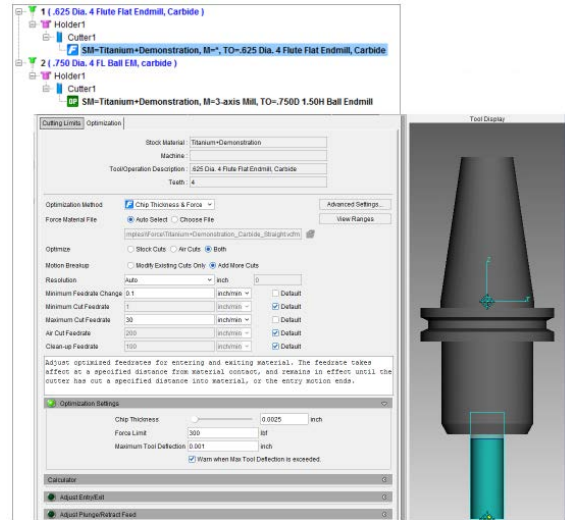 1 ( .625 Dia. 4 Flute Flat Endmill, Carbide )
Holder1
Cutter1
SM=Titanium+Demonstration, M=*, TO=.625 Dia. 4 Flute Flat Endmill, Carbide
2 ( .750 Dia. 4 FL Ball EM, carbide )
Holder1
Cutter1
OP SM=Titanium+Demonstration, M=3-axis Mill, TO=.750D 1.50H Ball Endmill
Cutting Limits Optimization
Tool Display
Stock Material : Titanium+Demonstration
Machine :
Tool/Operation Description : .625 Dia. 4 Flute Flat Endmill, Carbide
Teeth : 4
Optimization Method Chip Thickness & Force Advanced Settings...
Force Material File Auto Select Choose File View Ranges
mples\Force\Titanium+Demonstration_Carbide_Straight.vcfm
Optimize Stock Cuts Air Cuts Both
Motion Breakup Modify Existing Cuts Only Add More Cuts
Resolution Auto inch 0
Minimum Feedrate Change 0.1 inch/min Default
Minimum Cut Feedrate 1 inch/min Default
Maximum Cut Feedrate 30 inch/min Default
Air Cut Feedrate 200 inch/min Default
Clean-up Feedrate 100 inch/min Default
Adjust optimized feedrates for entering and exiting material. The feedrate takes
affect at a specified distance from material contact, and remains in effect until the
cutter has cut a specified distance into material, or the entry motion ends.
Optimization Settings
Chip Thickness 0.0025 inch
Force Limit 300 lbf
Maximum Tool Deflection 0.001 inch
Warn when Max Tool Deflection is exceeded.
Calculator
Adjust Entry/Exit
Adjust Plunge/Retract Feed